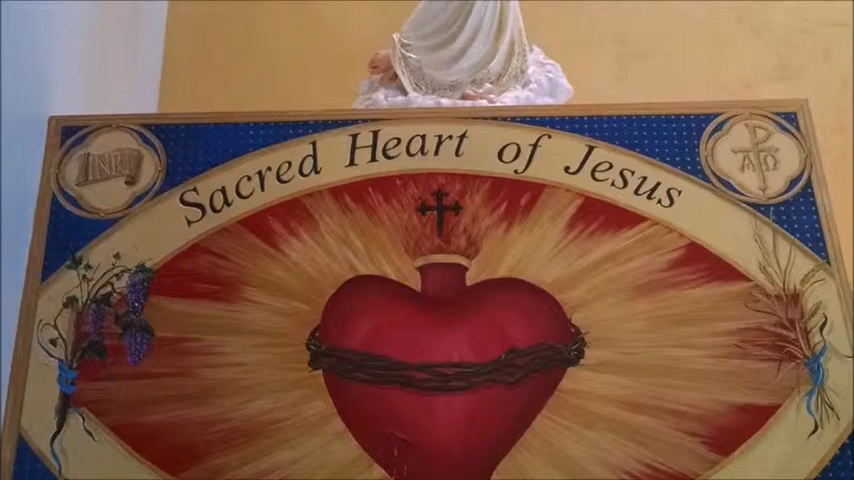 Sacred Heart of Jesus
INRI
Α Ω